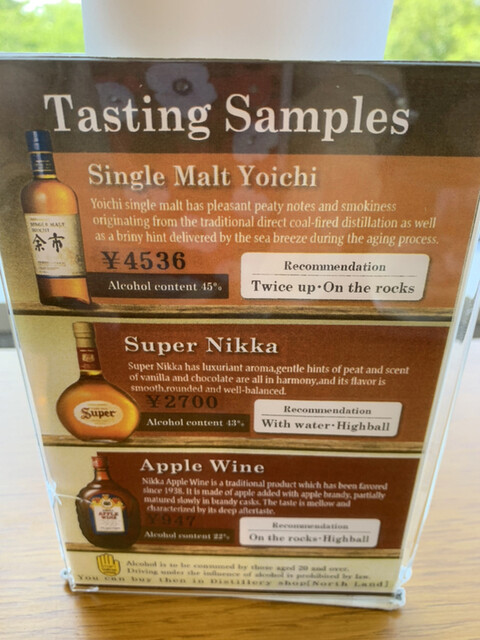 Tasting Samples
Single Malt Yoichi
Yoichi single malt has pleasant peaty notes and smokiness
originating from the traditional direct coal-fired distillation as well
as a briny hint delivered by the sea breeze during the aging process.
¥4536
Alcohol content 45%
Recommendation
Twice up・On the rocks
余市
Super Nikka
Super Nikka has luxuriant aroma,gentle hints of peat and scent
of vanilla and chocolate are all in harmony,and its flavor is
smooth,rounded and well-balanced.
¥2700
Alcohol content 43%
Recommendation
With water・Highball
Super
Apple Wine
Nikka Apple Wine is a traditional product which has been favored
since 1938. It is made of apple added with apple brandy, partially
matured slowly in brandy casks. The taste is mellow and
characterized by its deep aftertaste.
¥947
Alcohol content 22%
Recommendation
On the rocks・Highball
APPLE
WINE
Alcohol is to be consumed by those aged 20 and over.
Driving under the influence of alcohol is prohibited by law.
You can buy then in Distillery shop[North Land]